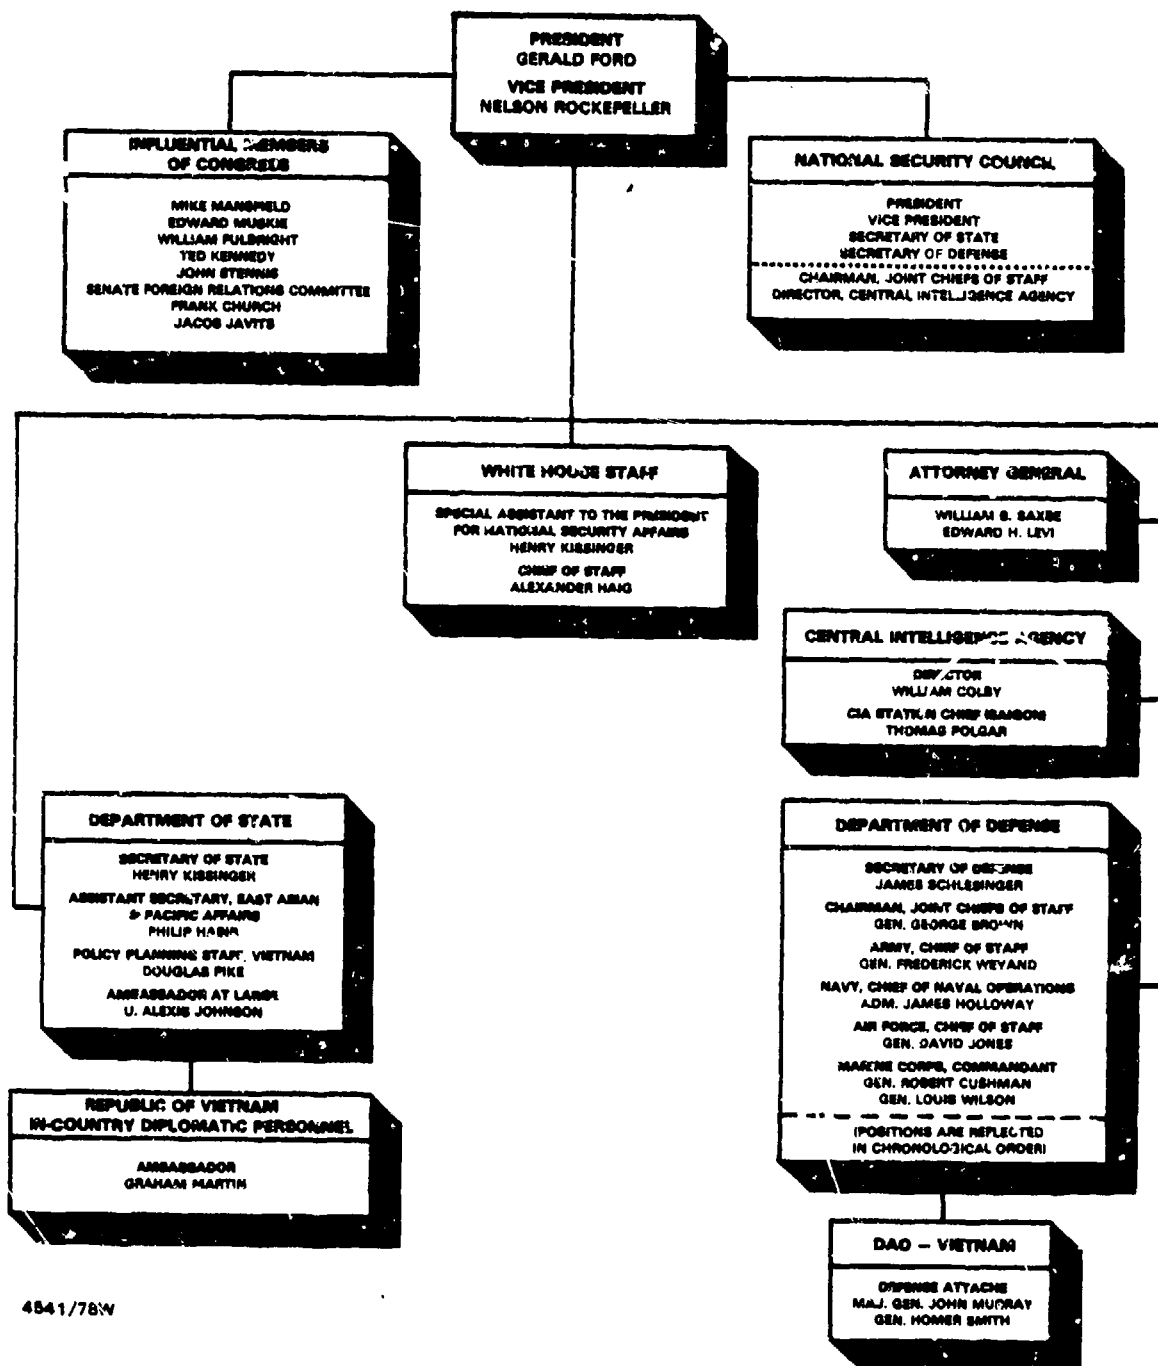 PRESIDENT
GERALD FORD
VICE PRESIDENT
NELSON ROCKEFELLER
INFLUENTIAL MEMBERS
OF CONGRESS
MIKE MANSFIELD
EDWARD MUSKIE
WILLIAM FULBRIGHT
TED KENNEDY
JOHN STENNIS
SENATE FOREIGN RELATIONS COMMITTEE
FRANK CHURCH
JACOB JAVITS
NATIONAL SECURITY COUNCIL
PRESIDENT
VICE PRESIDENT
SECRETARY OF STATE
SECRETARY OF DEFENSE
CHAIRMAN, JOINT CHIEFS OF STAFF
DIRECTOR, CENTRAL INTELLIGENCE AGENCY
WHITE HOUSE STAFF
SPECIAL ASSISTANT TO THE PRESIDENT
FOR NATIONAL SECURITY AFFAIRS
HENRY KISSINGER
CHIEF OF STAFF
ALEXANDER HAIG
ATTORNEY GENERAL
WILLIAM B. SAXBE
EDWARD H. LEVI
CENTRAL INTELLIGENCE AGENCY
DIRECTOR
WILLIAM COLBY
CIA STATION CHIEF (SAIGON)
THOMAS POLGAR
DEPARTMENT OF STATE
SECRETARY OF STATE
HENRY KISSINGER
ASSISTANT SECRETARY, EAST ASIAN
& PACIFIC AFFAIRS
PHILIP HABIB
POLICY PLANNING STAFF, VIETNAM
DOUGLAS PIKE
AMBASSADOR AT LARGE
U. ALEXIS JOHNSON
DEPARTMENT OF DEFENSE
SECRETARY OF DEFENSE
JAMES SCHLESINGER
CHAIRMAN, JOINT CHIEFS OF STAFF
GEN. GEORGE BROWN
ARMY, CHIEF OF STAFF
GEN. FREDERICK WEYAND
NAVY, CHIEF OF NAVAL OPERATIONS
ADM. JAMES HOLLOWAY
AIR FORCE, CHIEF OF STAFF
GEN. DAVID JONES
MARINE CORPS, COMMANDANT
GEN. ROBERT CUSHMAN
GEN. LOUIS WILSON
(POSITIONS ARE REFLECTED
IN CHRONOLOGICAL ORDER)
REPUBLIC OF VIETNAM
IN-COUNTRY DIPLOMATIC PERSONNEL
AMBASSADOR
GRAHAM MARTIN
DAO – VIETNAM
DEFENSE ATTACHE
MAJ. GEN. JOHN MURRAY
GEN. HOMER SMITH
4541/78W